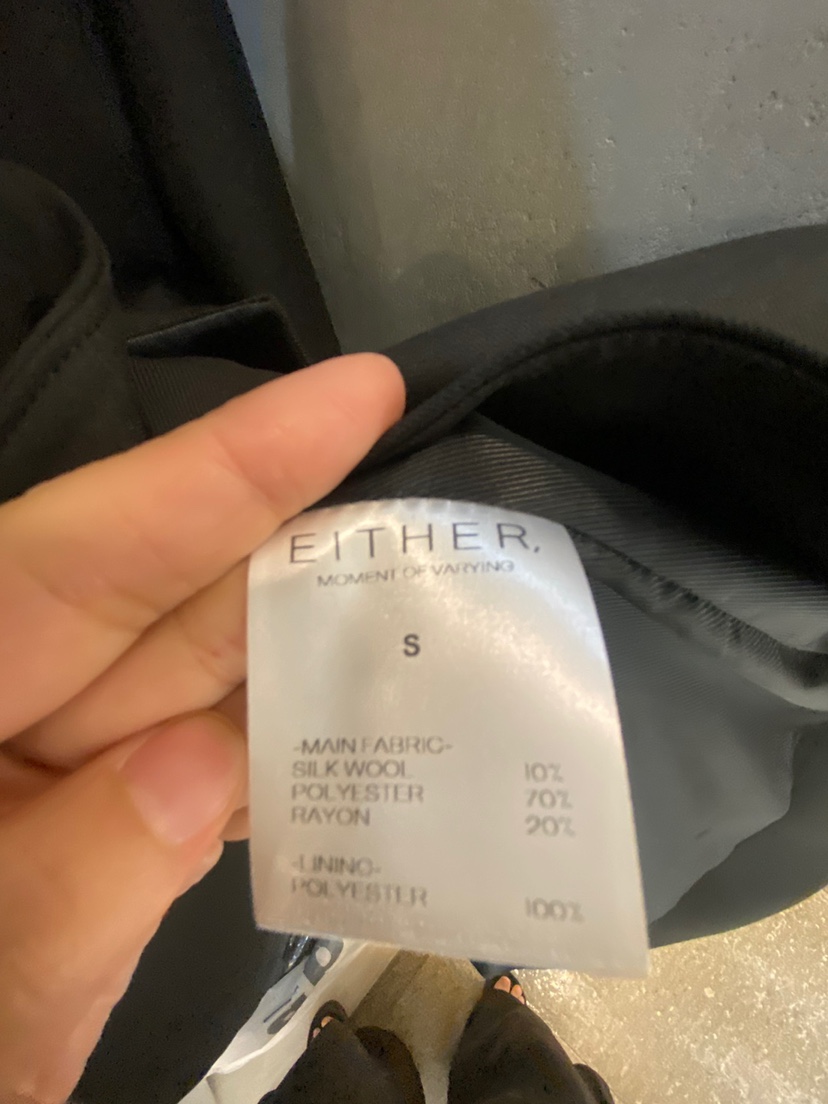 EITHER,
MOMENT OF VARYING
S
-MAIN FABRIC-
SILK WOOL 10%
POLYESTER 70%
RAYON 20%
-LINING-
POLYESTER 100%